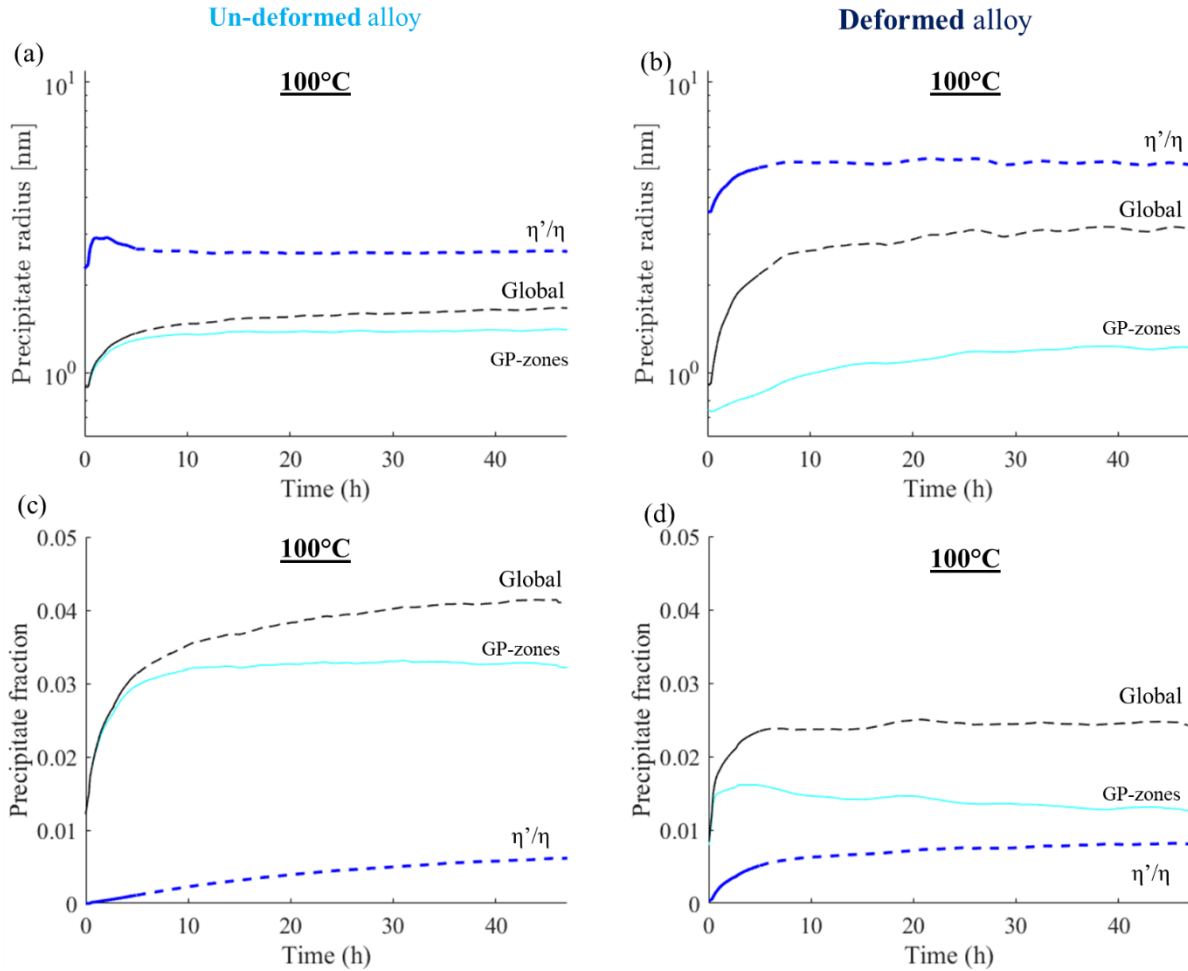 Un-deformed alloy
Deformed alloy
(a)
100°C
10¹
10⁰
Precipitate radius [nm]
η’/η
Global
GP-zones
0 10 20 30 40
Time (h)
(b)
100°C
10¹
10⁰
Precipitate radius [nm]
η’/η
Global
GP-zones
0 10 20 30 40
Time (h)
(c)
100°C
0.05
0.04
0.03
0.02
0.01
0
Precipitate fraction
Global
GP-zones
η’/η
0 10 20 30 40
Time (h)
(d)
100°C
0.05
0.04
0.03
0.02
0.01
0
Precipitate fraction
Global
GP-zones
η’/η
0 10 20 30 40
Time (h)